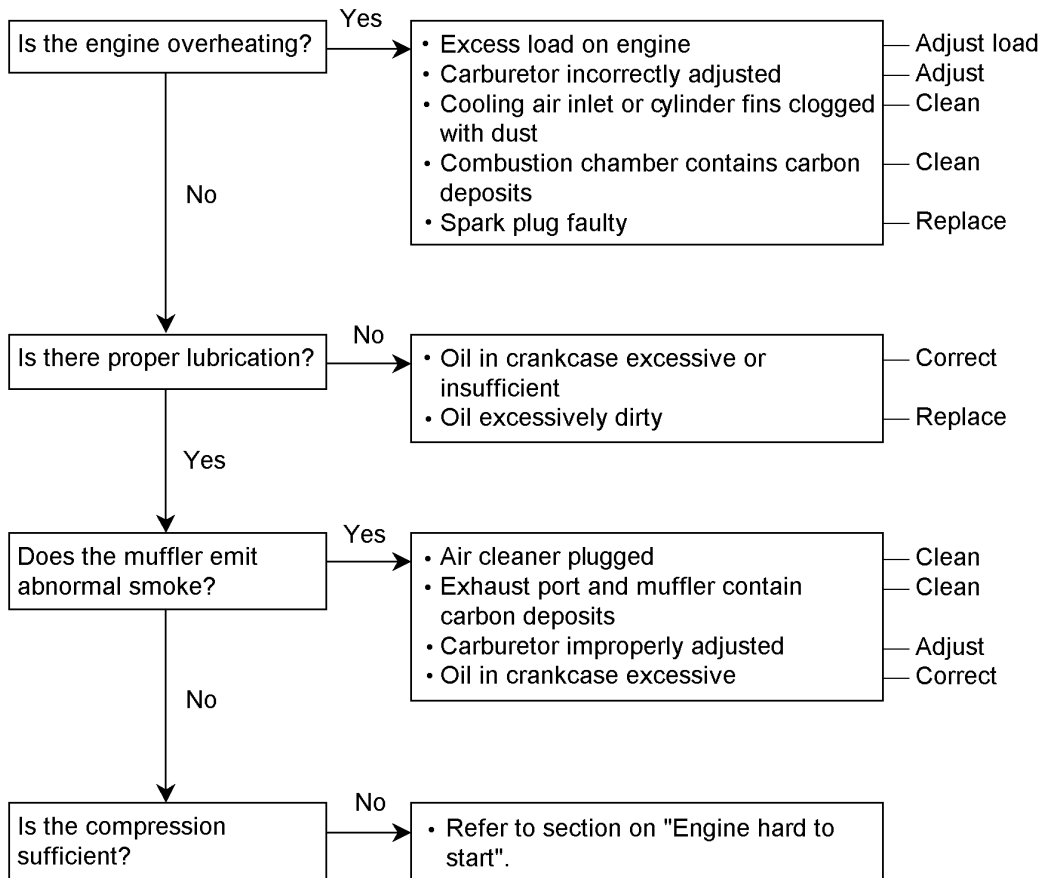 Is the engine overheating?
Yes
• Excess load on engine
Adjust load
• Carburetor incorrectly adjusted
Adjust
• Cooling air inlet or cylinder fins clogged
Clean
with dust
• Combustion chamber contains carbon
Clean
deposits
• Spark plug faulty
Replace
No
Is there proper lubrication?
No
• Oil in crankcase excessive or
Correct
insufficient
• Oil excessively dirty
Replace
Yes
Does the muffler emit
abnormal smoke?
Yes
• Air cleaner plugged
Clean
• Exhaust port and muffler contain
Clean
carbon deposits
• Carburetor improperly adjusted
Adjust
• Oil in crankcase excessive
Correct
No
Is the compression
sufficient?
No
• Refer to section on "Engine hard to
start".